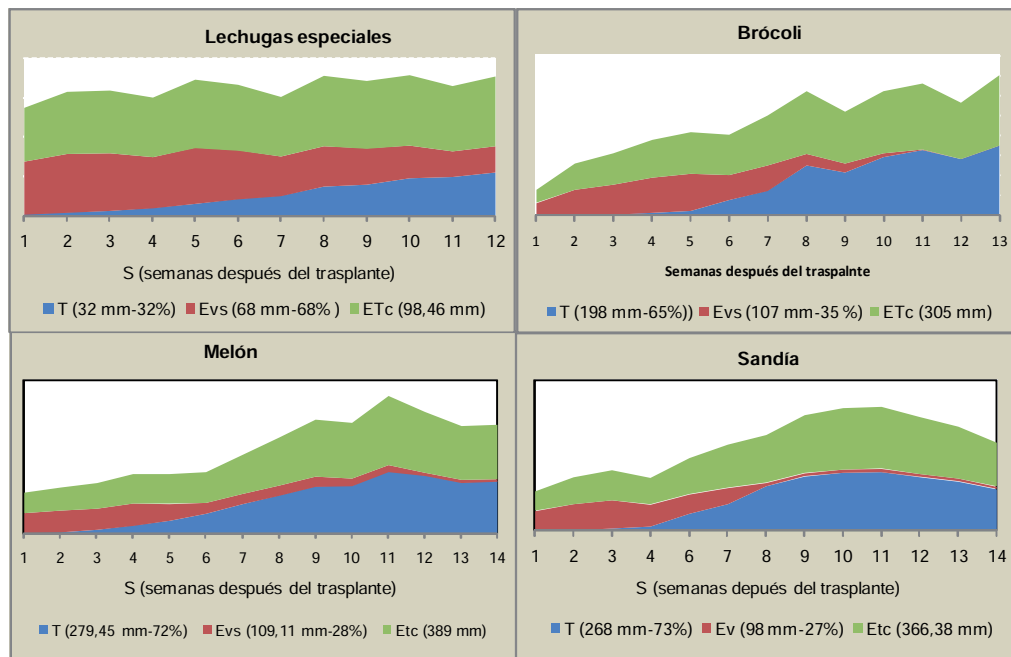 Lechugas especiales
1 2 3 4 5 6 7 8 9 10 11 12
S (semanas después del trasplante)
T (32 mm-32%) Evs (68 mm-68% ) ETc (98,46 mm)
Brócoli
1 2 3 4 5 6 7 8 9 10 11 12 13
Semanas después del traspalnte
T (198 mm-65%)) Evs (107 mm-35 %) ETc (305 mm)
Melón
1 2 3 4 5 6 7 8 9 10 11 12 13 14
S (semanas después del trasplante)
T (279,45 mm-72%) Evs (109,11 mm-28%) Etc (389 mm)
Sandía
1 2 3 4 5 6 7 8 9 10 11 12 13 14
S (semanas depués del trasplante)
T (268 mm-73%) Ev (98 mm-27%) Etc (366,38 mm)